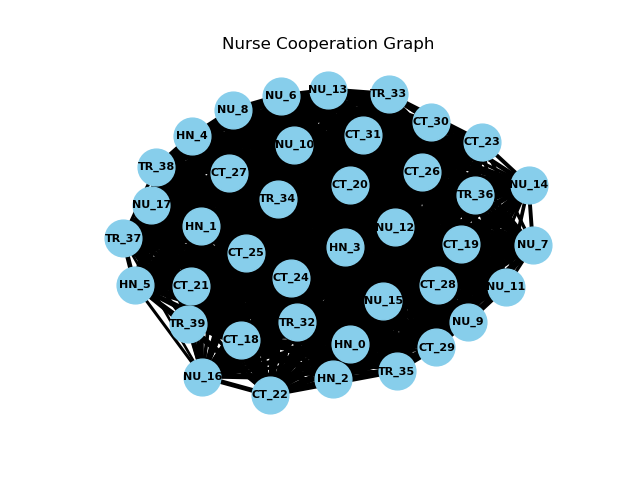 Nurse Cooperation Graph
NU_13
TR_33
NU_6
NU_8
CT_30
HN_4
CT_31
CT_23
NU_10
TR_38
CT_27
CT_26
CT_20
NU_14
TR_36
TR_34
NU_17
HN_1
NU_12
TR_37
CT_19
NU_7
HN_3
CT_25
CT_24
HN_5
CT_21
CT_28
NU_11
NU_15
TR_39
TR_32
NU_9
CT_18
HN_0
CT_29
TR_35
NU_16
HN_2
CT_22